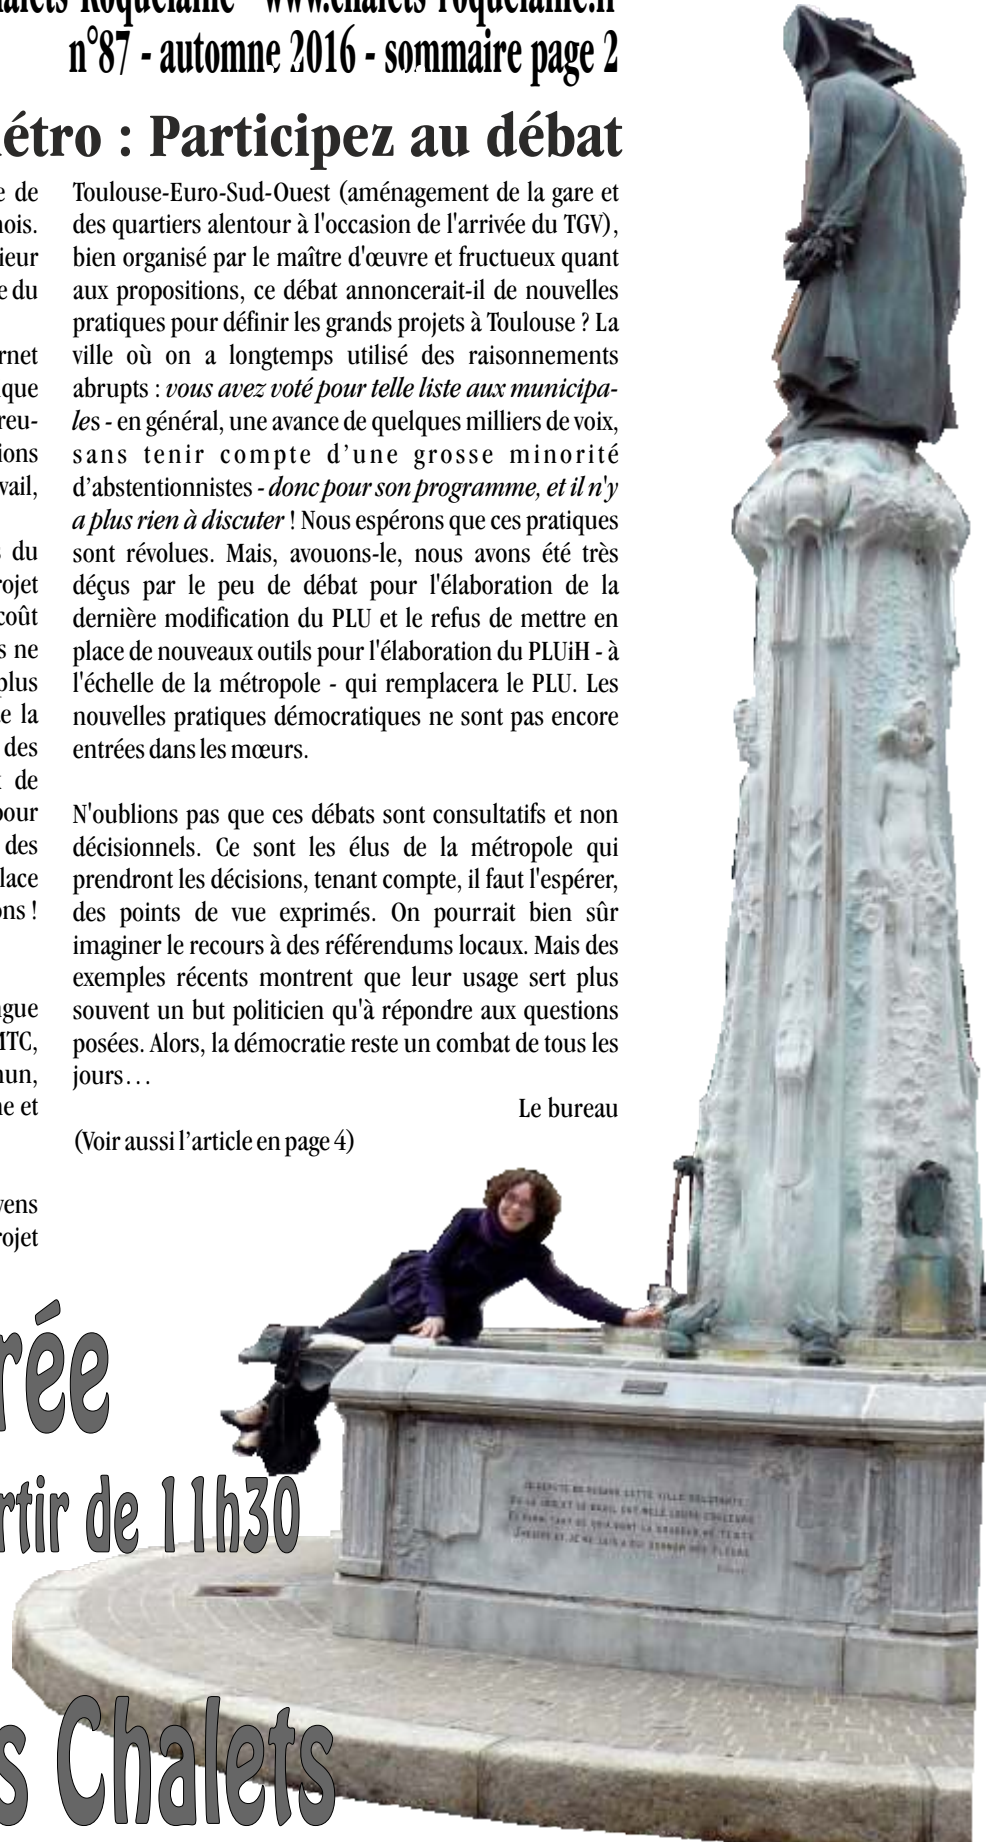 alets-Roquelaine www.chalets-roquelaine.fr
n°87 - automne 2016 - sommaire page 2
étro : Participez au débat
e de
nois.
ieur
e du
rnet
que
reu-
ions
vail,
du
rojet
coût
s ne
plus
e la
des
de
pour
des
lace
ons !
ngue
MTC,
nun,
ne et
yens
rojet
Toulouse-Euro-Sud-Ouest (aménagement de la gare et
des quartiers alentour à l'occasion de l'arrivée du TGV),
bien organisé par le maître d'œuvre et fructueux quant
aux propositions, ce débat annoncerait-il de nouvelles
pratiques pour définir les grands projets à Toulouse ? La
ville où on a longtemps utilisé des raisonnements
abrupts : vous avez voté pour telle liste aux municipa-
les - en général, une avance de quelques milliers de voix,
sans tenir compte d’une grosse minorité
d’abstentionnistes - donc pour son programme, et il n'y
a plus rien à discuter ! Nous espérons que ces pratiques
sont révolues. Mais, avouons-le, nous avons été très
déçus par le peu de débat pour l'élaboration de la
dernière modification du PLU et le refus de mettre en
place de nouveaux outils pour l'élaboration du PLUiH - à
l'échelle de la métropole - qui remplacera le PLU. Les
nouvelles pratiques démocratiques ne sont pas encore
entrées dans les mœurs.
N'oublions pas que ces débats sont consultatifs et non
décisionnels. Ce sont les élus de la métropole qui
prendront les décisions, tenant compte, il faut l'espérer,
des points de vue exprimés. On pourrait bien sûr
imaginer le recours à des référendums locaux. Mais des
exemples récents montrent que leur usage sert plus
souvent un but politicien qu'à répondre aux questions
posées. Alors, la démocratie reste un combat de tous les
jours…
Le bureau
(Voir aussi l’article en page 4)
rée
rtir de 11h30
CETTE VILLE
s Chalets